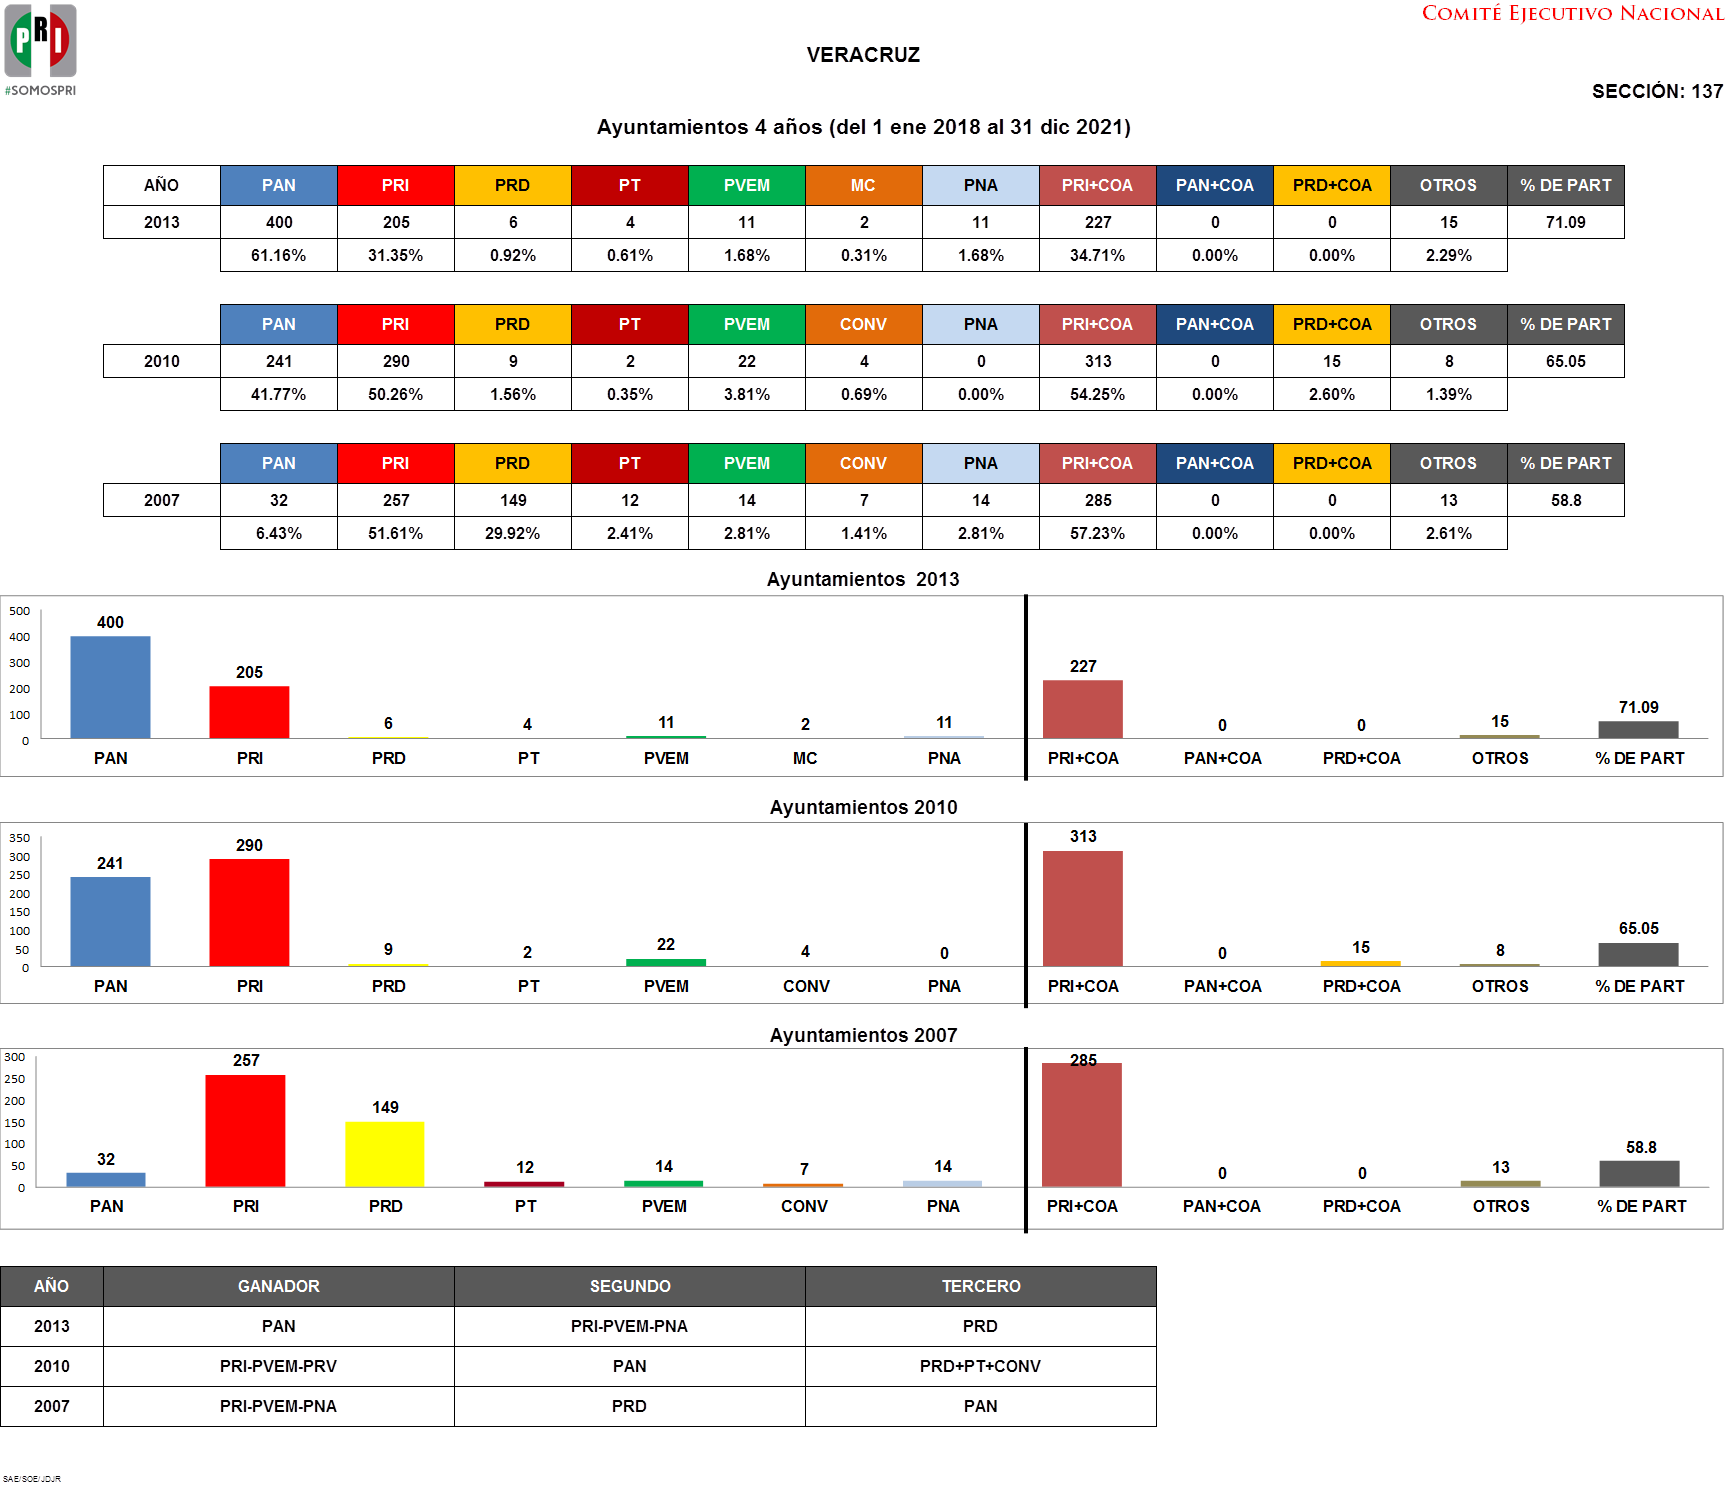 PRI
#SOMOSPRI
COMITÉ EJECUTIVO NACIONAL
VERACRUZ
SECCIÓN: 137
Ayuntamientos 4 años (del 1 ene 2018 al 31 dic 2021)
AÑO PAN PRI PRD PT PVEM MC PNA PRI+COA PAN+COA PRD+COA OTROS % DE PART
2013 400 205 6 4 11 2 11 227 0 0 15 71.09
61.16% 31.35% 0.92% 0.61% 1.68% 0.31% 1.68% 34.71% 0.00% 0.00% 2.29%
PAN PRI PRD PT PVEM CONV PNA PRI+COA PAN+COA PRD+COA OTROS % DE PART
2010 241 290 9 2 22 4 0 313 0 15 8 65.05
41.77% 50.26% 1.56% 0.35% 3.81% 0.69% 0.00% 54.25% 0.00% 2.60% 1.39%
PAN PRI PRD PT PVEM CONV PNA PRI+COA PAN+COA PRD+COA OTROS % DE PART
2007 32 257 149 12 14 7 14 285 0 0 13 58.8
6.43% 51.61% 29.92% 2.41% 2.81% 1.41% 2.81% 57.23% 0.00% 0.00% 2.61%
Ayuntamientos 2013
500
400
300
200
100
0
400 205 6 4 11 2 11 227 0 0 15 71.09
PAN PRI PRD PT PVEM MC PNA PRI+COA PAN+COA PRD+COA OTROS % DE PART
Ayuntamientos 2010
350
300
250
200
150
100
50
0
241 290 9 2 22 4 0 313 0 15 8 65.05
PAN PRI PRD PT PVEM CONV PNA PRI+COA PAN+COA PRD+COA OTROS % DE PART
Ayuntamientos 2007
300
250
200
150
100
50
0
32 257 149 12 14 7 14 285 0 0 13 58.8
PAN PRI PRD PT PVEM CONV PNA PRI+COA PAN+COA PRD+COA OTROS % DE PART
AÑO GANADOR SEGUNDO TERCERO
2013 PAN PRI-PVEM-PNA PRD
2010 PRI-PVEM-PRV PAN PRD+PT+CONV
2007 PRI-PVEM-PNA PRD PAN
SAE/SOE/JDJR